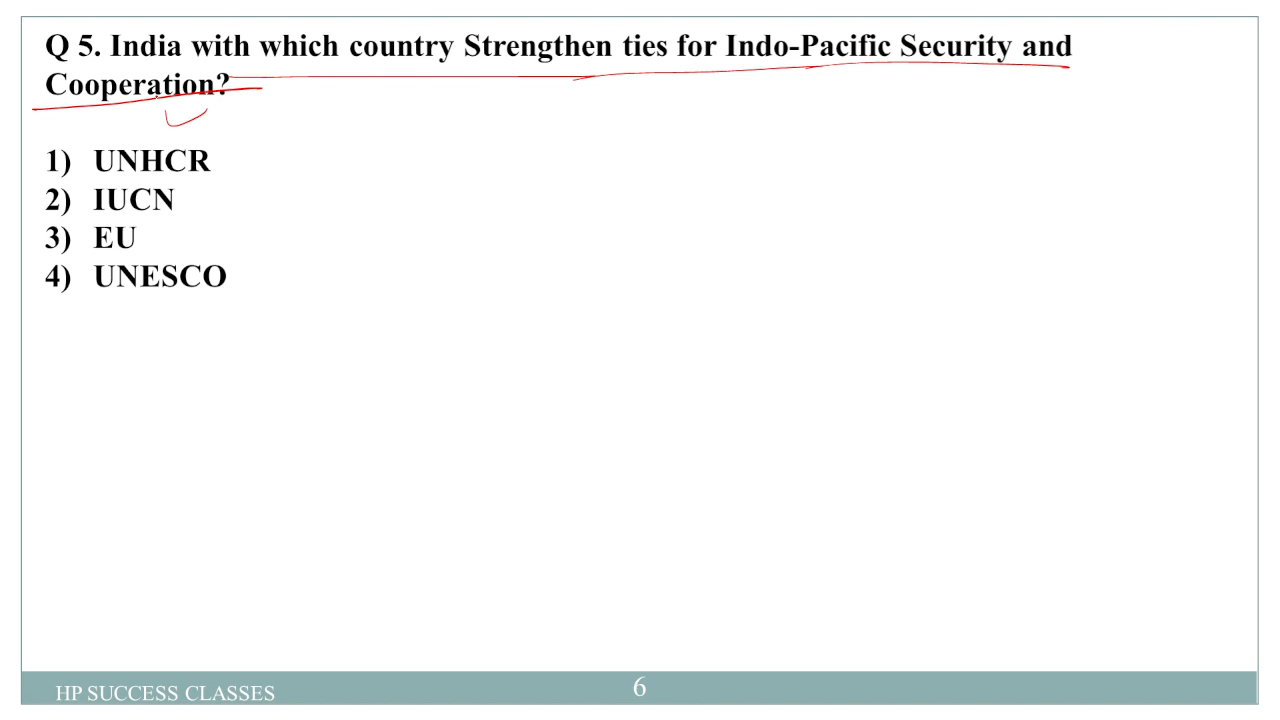 Q 5. India with which country Strengthen ties for Indo-Pacific Security and
Cooperation?
1) UNHCR
2) IUCN
3) EU
4) UNESCO
HP SUCCESS CLASSES
6